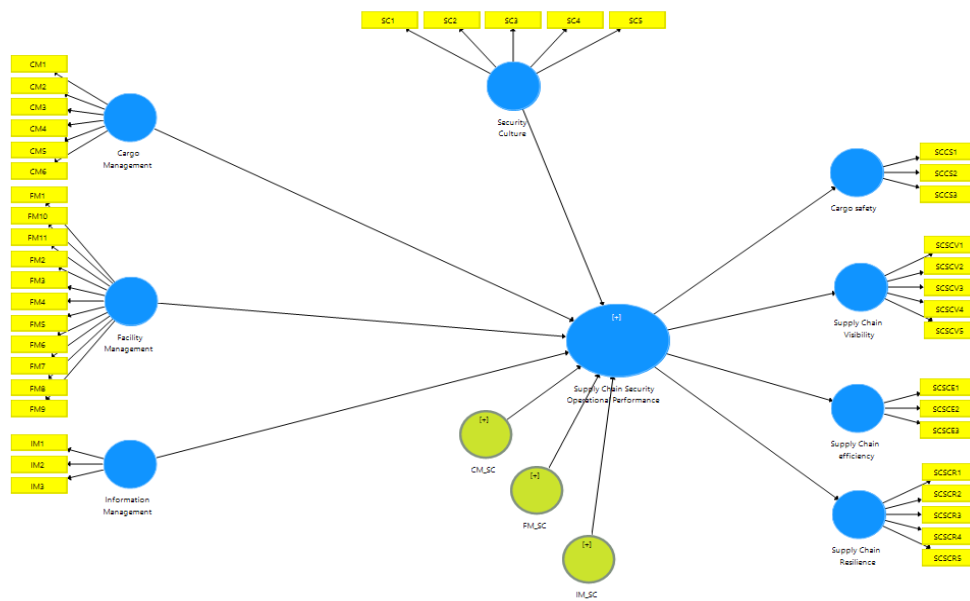 SC1
SC2
SC3
SC4
SC5
Security
Culture
CM1
CM2
CM3
CM4
CM5
CM6
Cargo
Management
FM1
FM10
FM11
FM2
FM3
FM4
FM5
FM6
FM7
FM8
FM9
Facility
Management
IM1
IM2
IM3
Information
Management
[+]
Supply Chain Security
Operational Performance
[+]
CM_SC
[+]
FM_SC
[+]
IM_SC
Cargo safety
SCCS1
SCCS2
SCCS3
Supply Chain
Visibility
SCSCV1
SCSCV2
SCSCV3
SCSCV4
SCSCV5
Supply Chain
efficiency
SCSCE1
SCSCE2
SCSCE3
Supply Chain
Resilience
SCSCR1
SCSCR2
SCSCR3
SCSCR4
SCSCR5